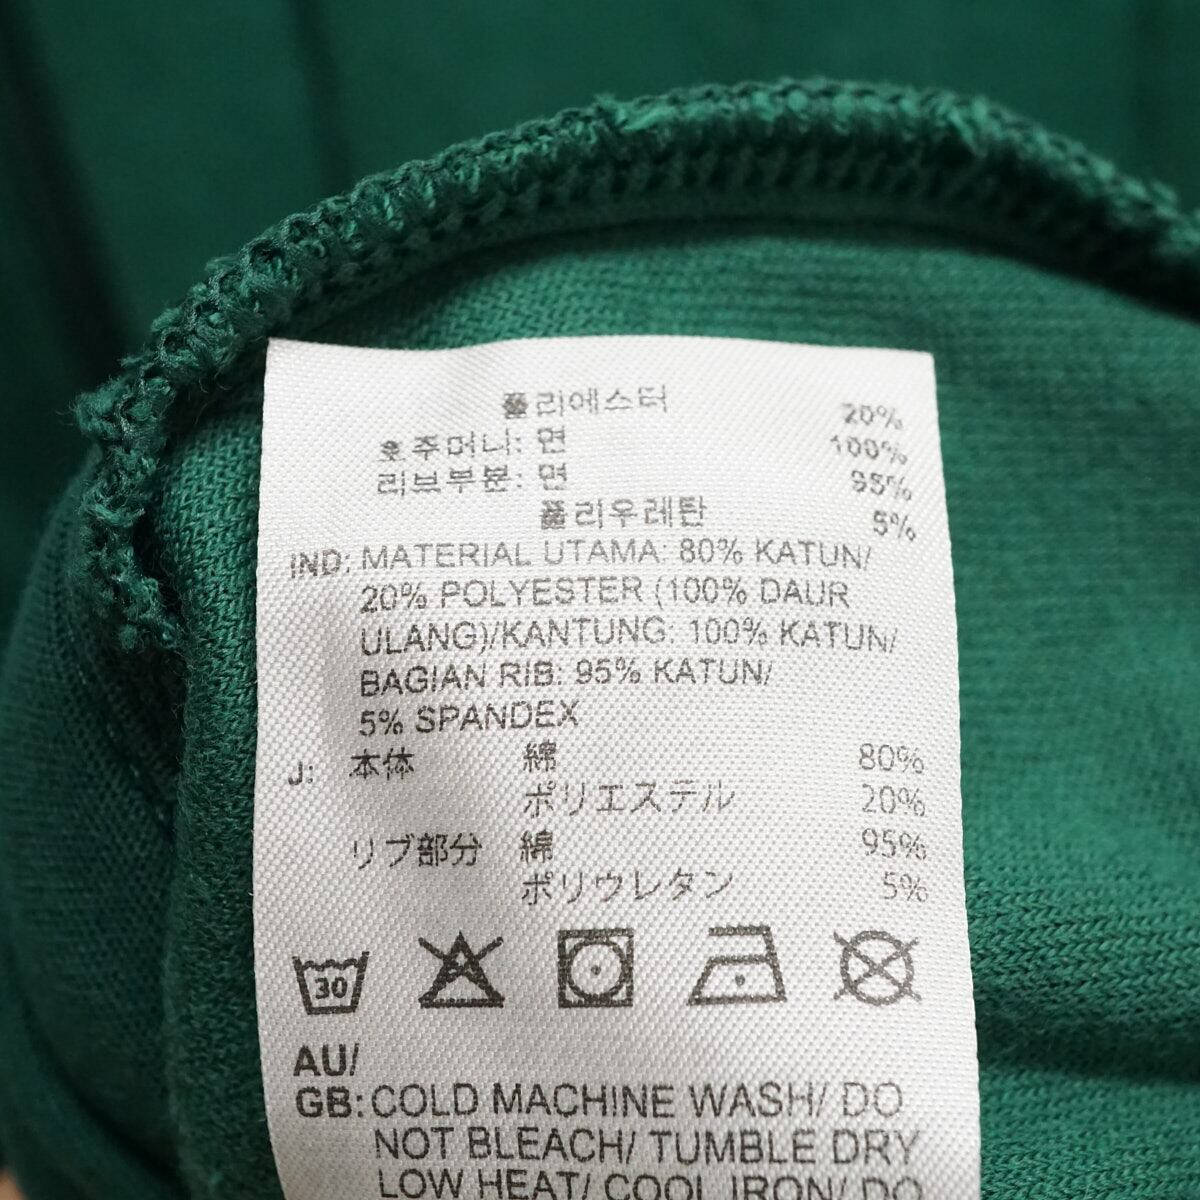 폴리에스터 20%
호주머니: 면 100%
리브부분: 면 95%
폴리우레탄 5%
IND: MATERIAL UTAMA: 80% KATUN/
20% POLYESTER (100% DAUR
ULANG)/KANTUNG: 100% KATUN/
BAGIAN RIB: 95% KATUN/
5% SPANDEX
J: 本体 綿 80%
ポリエステル 20%
リブ部分 綿 95%
ポリウレタン 5%
30
AU/
GB: COLD MACHINE WASH/ DO
NOT BLEACH/ TUMBLE DRY
LOW HEAT/ COOL IRON/ DO